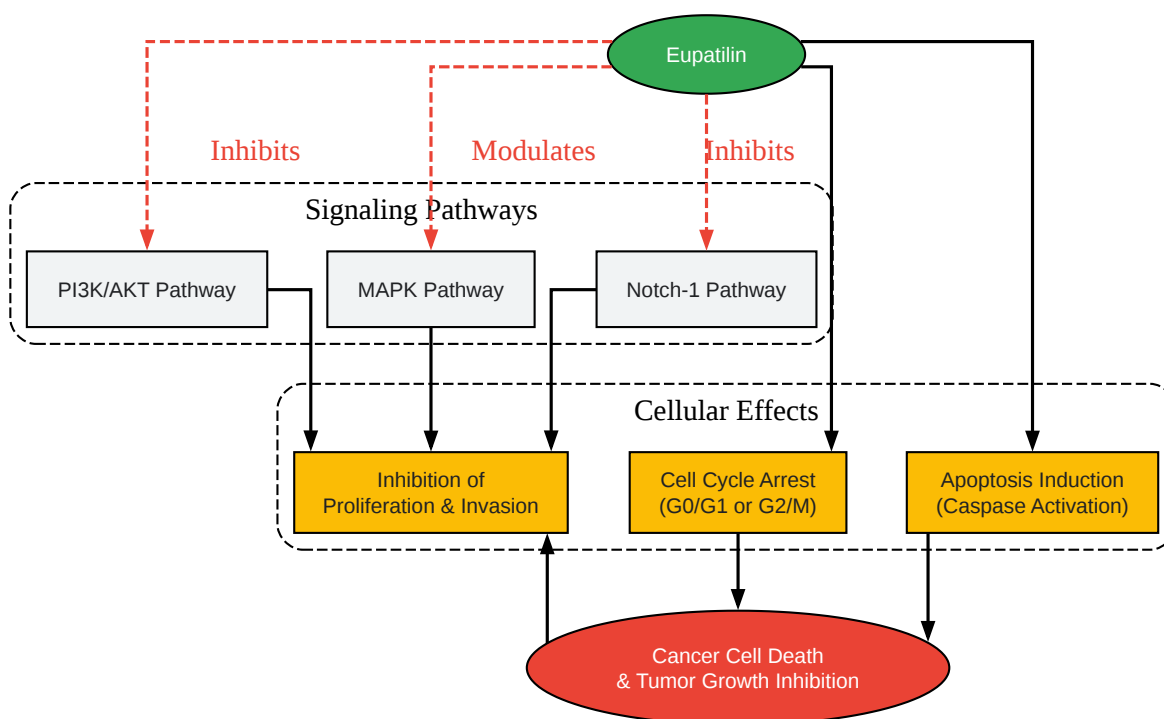 Eupatilin
Inhibits
Modulates
Inhibits
Signaling Pathways
PI3K/AKT Pathway
MAPK Pathway
Notch-1 Pathway
Cellular Effects
Inhibition of
Proliferation & Invasion
Cell Cycle Arrest
(G0/G1 or G2/M)
Apoptosis Induction
(Caspase Activation)
Cancer Cell Death
& Tumor Growth Inhibition